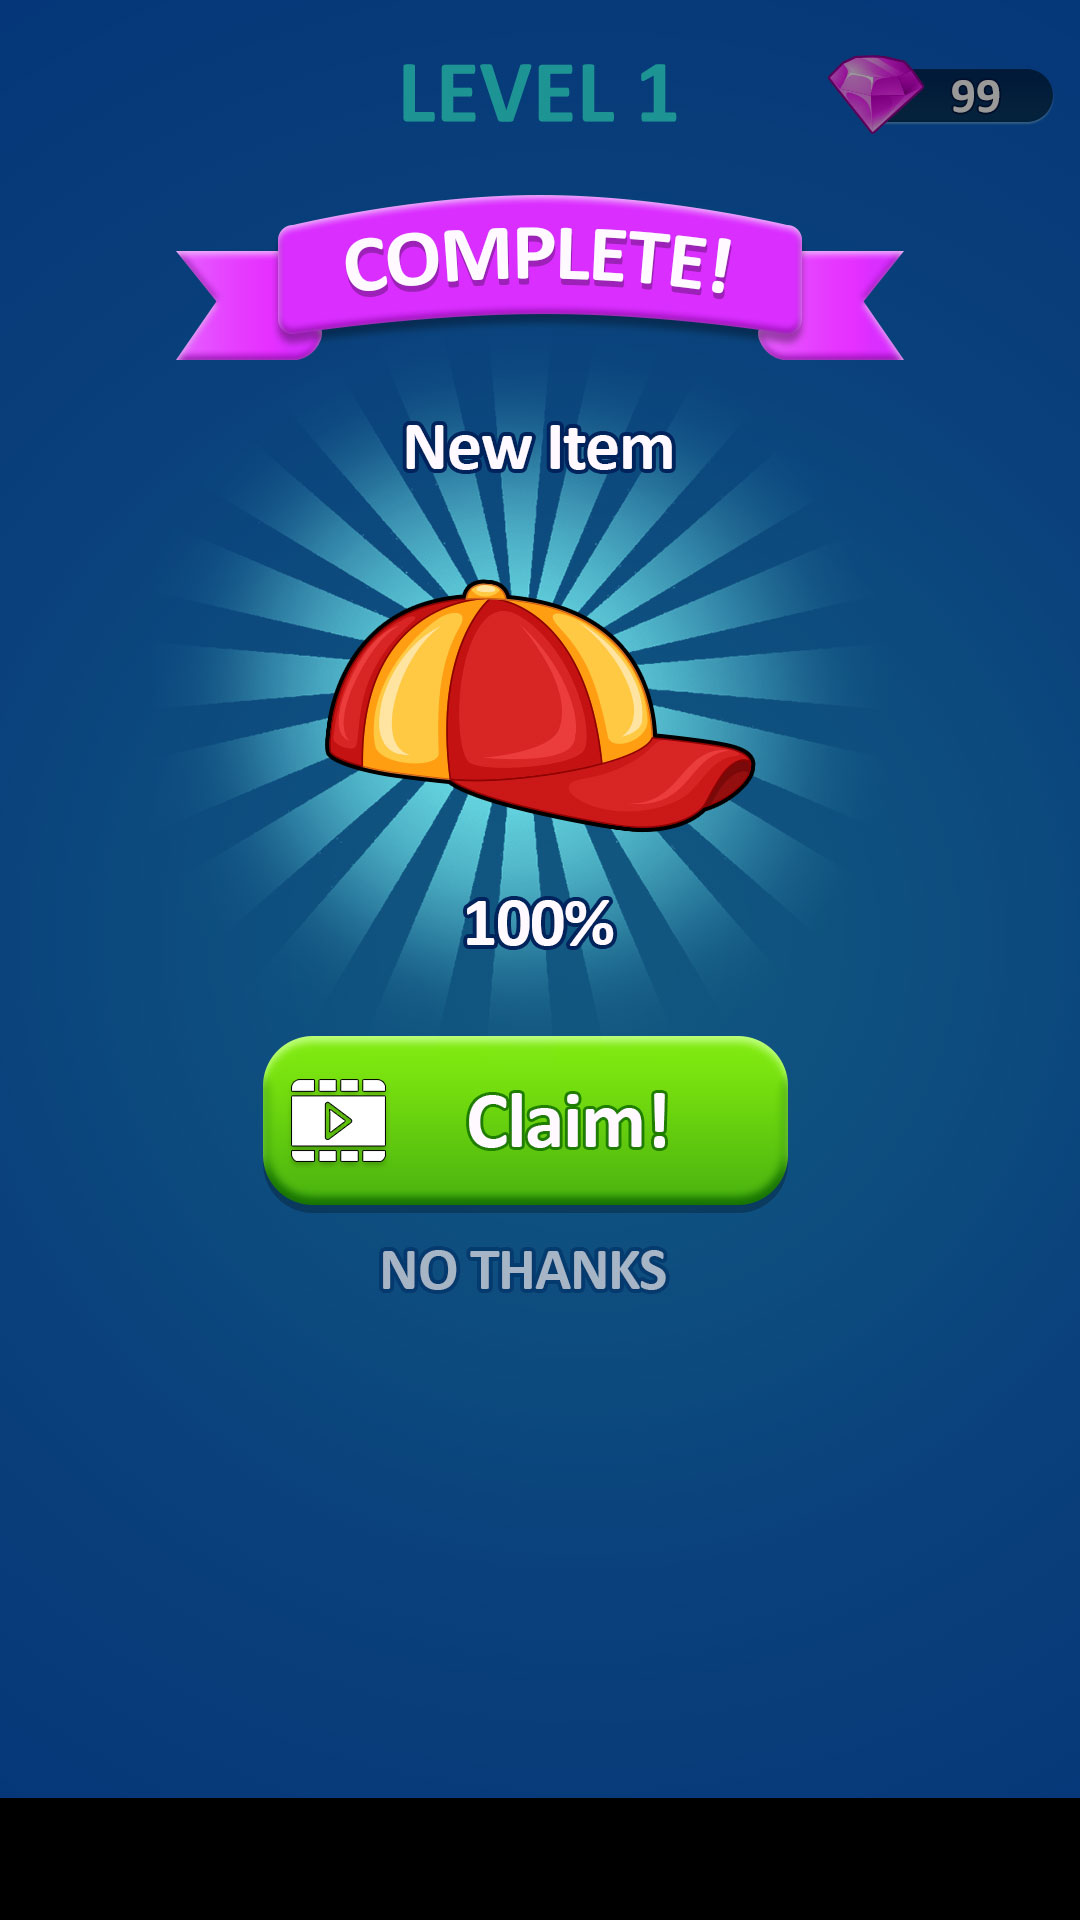 LEVEL 1
99
COMPLETE!
New Item
100%
Claim!
NO THANKS